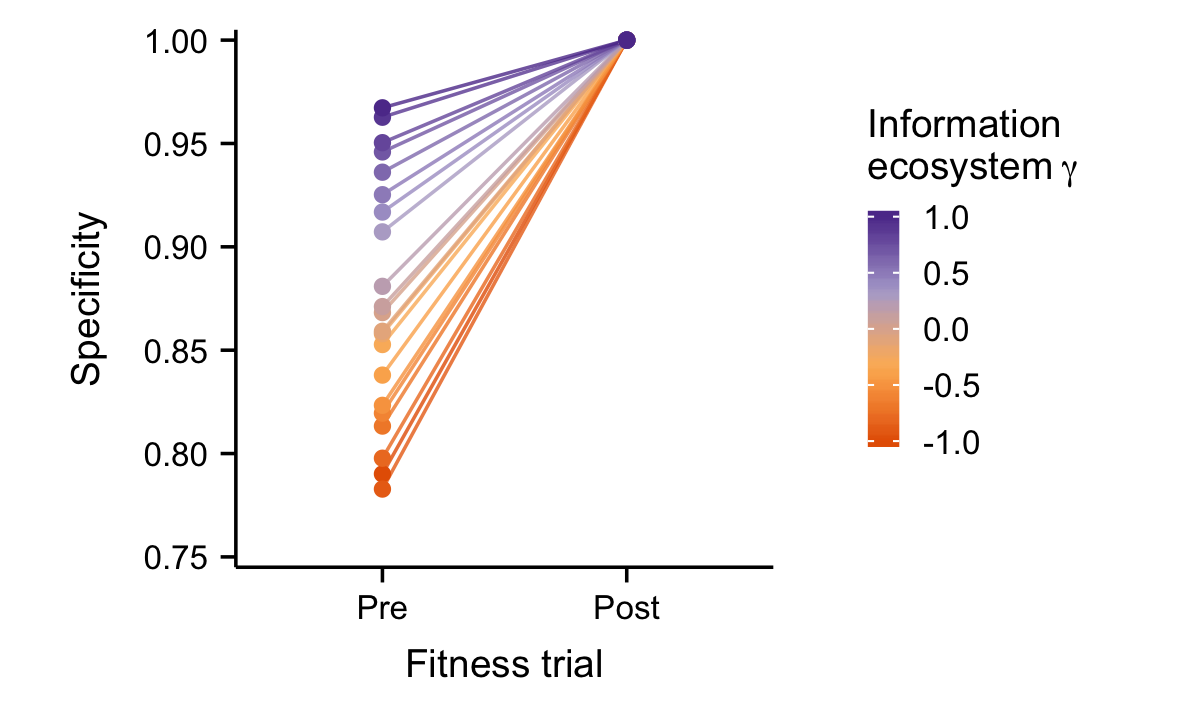 1.00
0.95
0.90
0.85
0.80
0.75
Specificity
Pre
Post
Fitness trial
Information
ecosystem γ
1.0
0.5
0.0
-0.5
-1.0